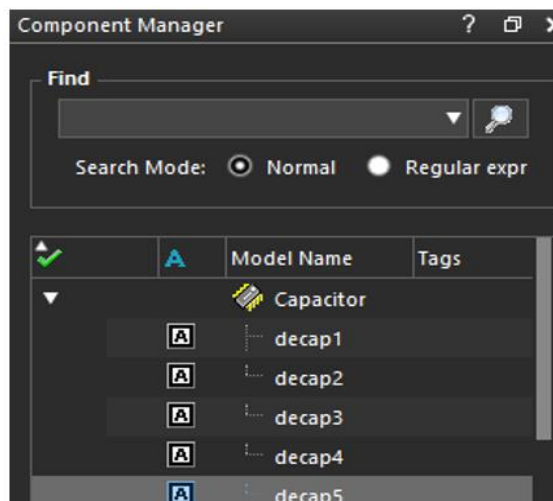 Component Manager ?
Find
Search Mode: Normal Regular expr
A Model Name Tags
Capacitor
A decap1
A decap2
A decap3
A decap4
A decap5